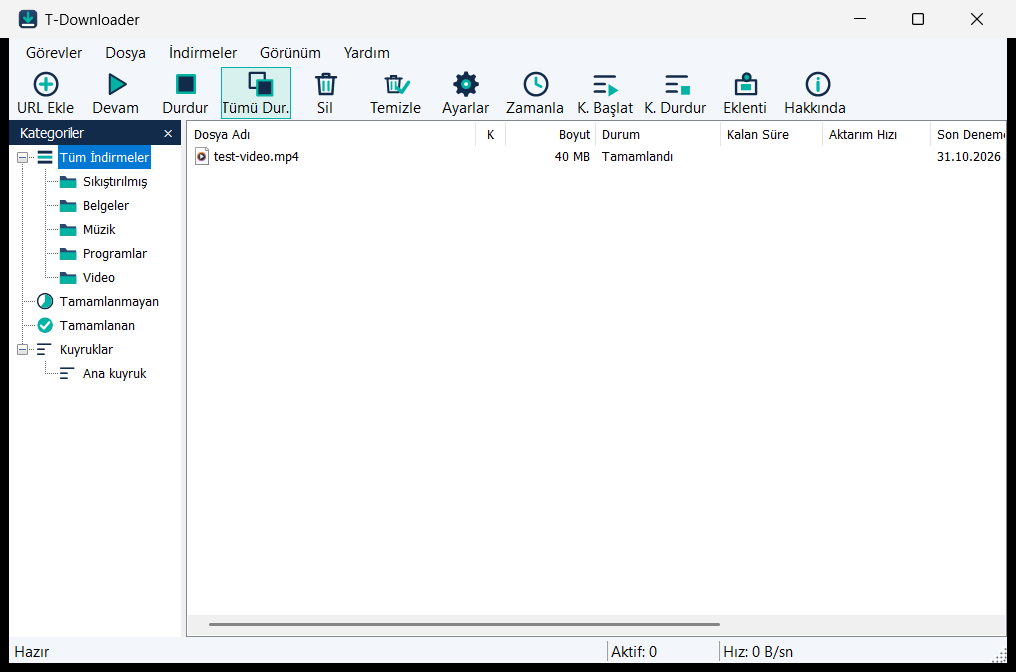 T-Downloader
Görevler Dosya İndirmeler Görünüm Yardım
URL Ekle Devam Durdur Tümü Dur. Sil Temizle Ayarlar Zamanla K. Başlat K. Durdur Eklenti Hakkında
Kategoriler
Tüm İndirmeler
Sıkıştırılmış
Belgeler
Müzik
Programlar
Video
Tamamlanmayan
Tamamlanan
Kuyruklar
Ana kuyruk
Dosya Adı K Boyut Durum Kalan Süre Aktarım Hızı Son Denem
test-video.mp4 40 MB Tamamlandı 31.10.2026
Hazır Aktif: 0 Hız: 0 B/sn